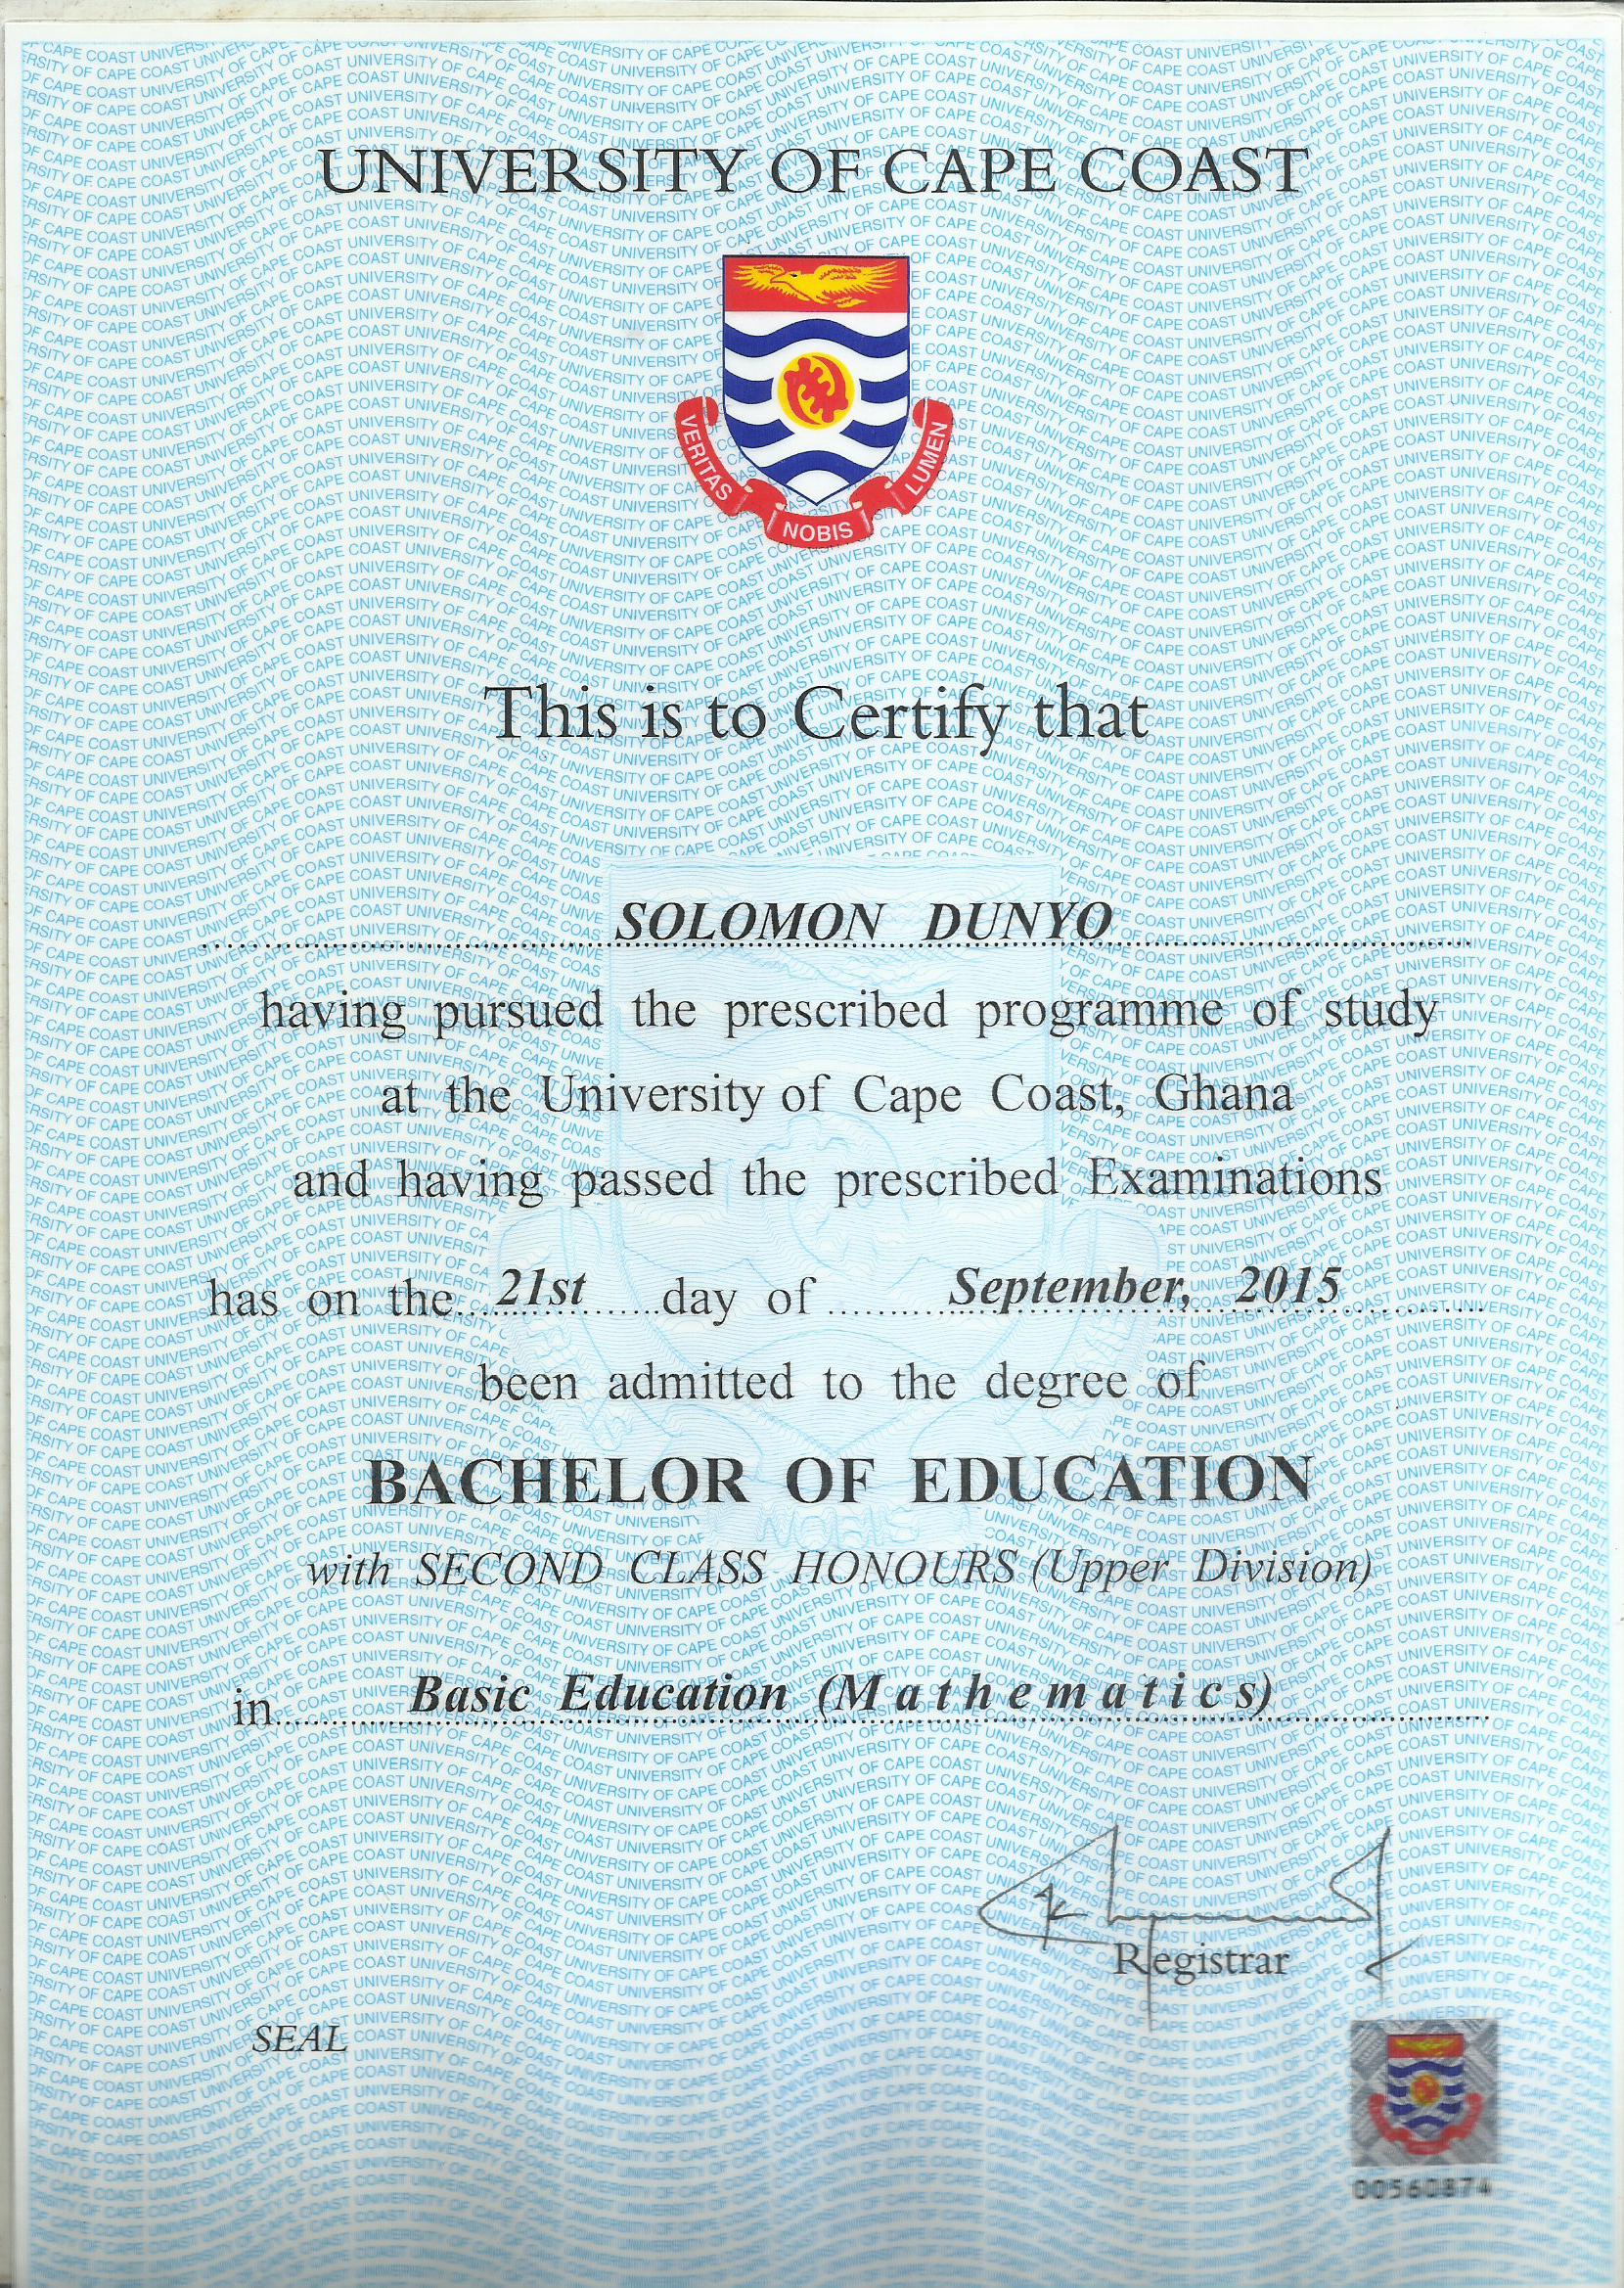 UNIVERSITY OF CAPE COAST
VERITAS
NOBIS
LUMEN
This is to Certify that
SOLOMON DUNYO
having pursued the prescribed programme of study
at the University of Cape Coast, Ghana
and having passed the prescribed Examinations
has on the 21st day of September, 2015
been admitted to the degree of
BACHELOR OF EDUCATION
with SECOND CLASS HONOURS (Upper Division)
in Basic Education (Mathematics)
Registrar
SEAL
00560874